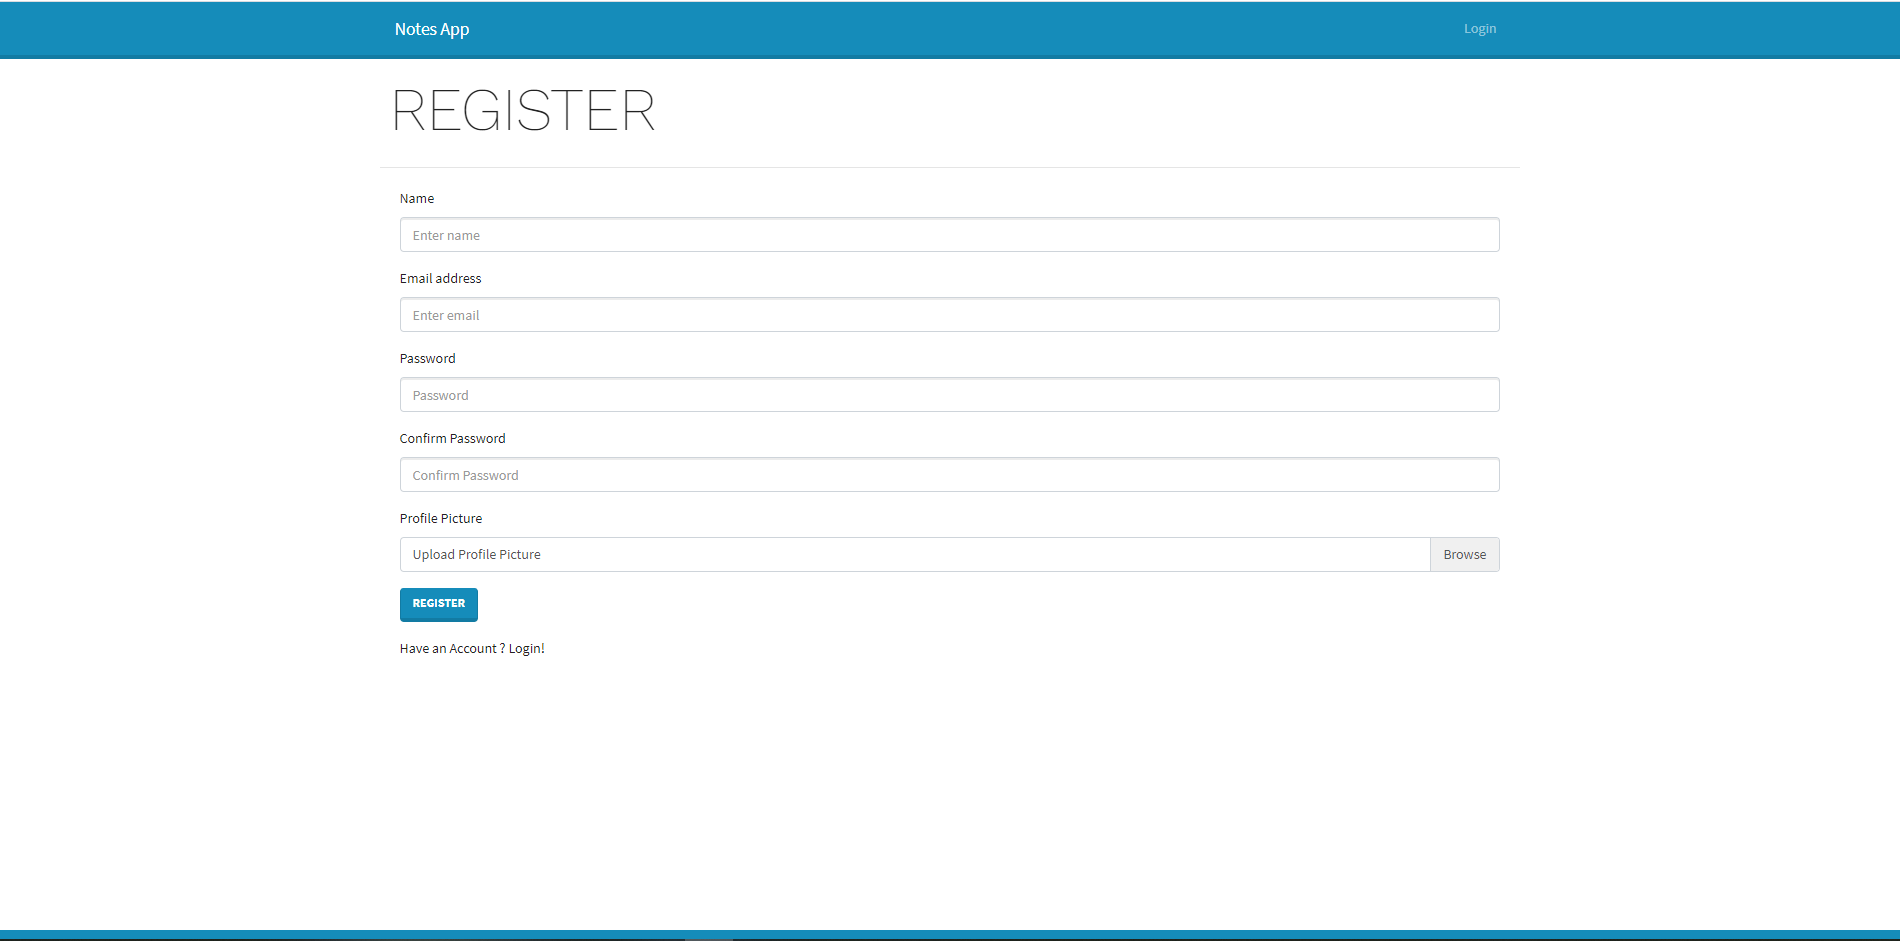 Notes App
Login
REGISTER
Name
Enter name
Email address
Enter email
Password
Password
Confirm Password
Confirm Password
Profile Picture
Upload Profile Picture
Browse
REGISTER
Have an Account ? Login!